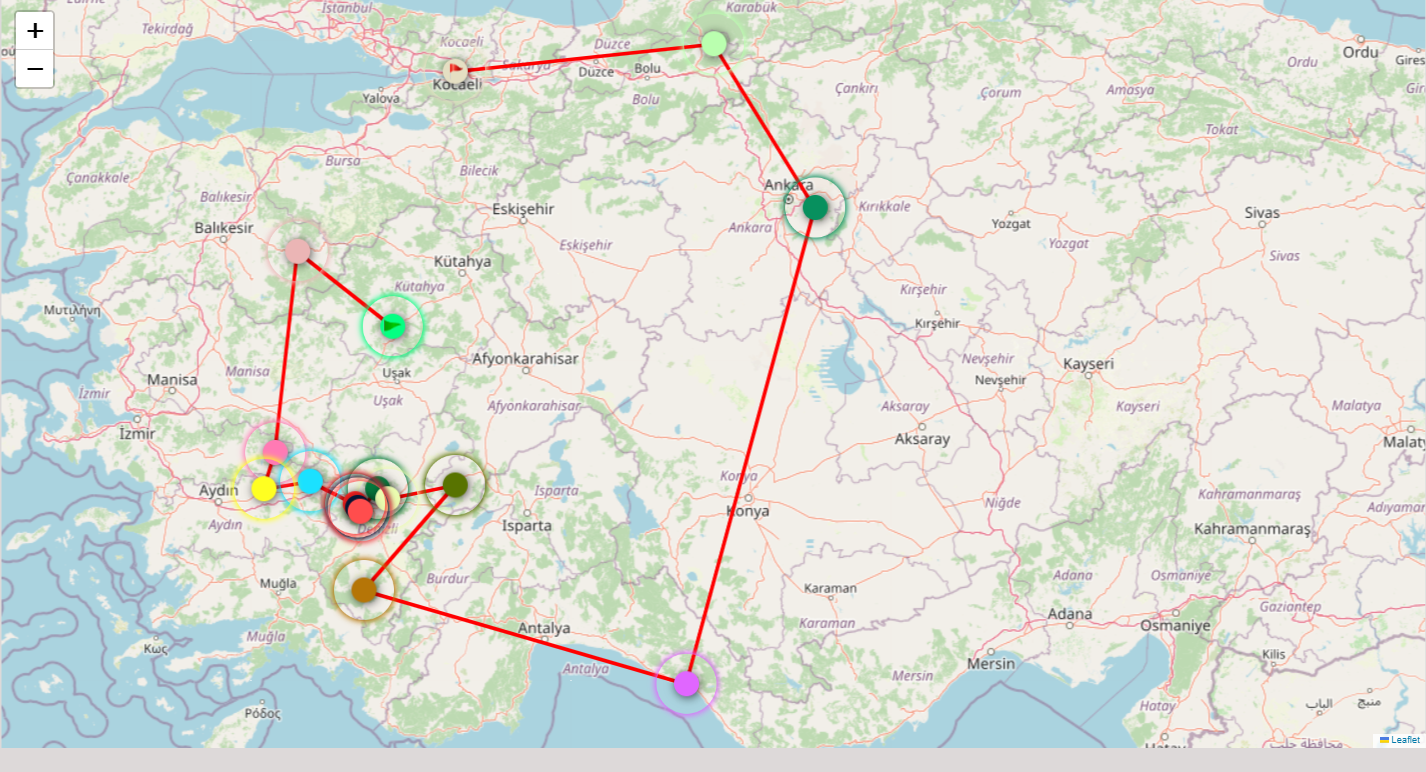 +
−
Edirne
Tekirdağ
İstanbul
Kocaeli
Kocaeli
Sakarya
Düzce
Düzce
Bolu
Bolu
Karabük
Çankırı
Çorum
Amasya
Ordu
Ordu
Tokat
Yalova
Bursa
Bilecik
Çanakkale
Balıkesir
Balıkesir
Eskişehir
Eskişehir
Ankara
Ankara
Kırıkkale
Yozgat
Yozgat
Sivas
Sivas
Kütahya
Kütahya
Μυτιλήνη
Kırşehir
Kırşehir
Afyonkarahisar
Afyonkarahisar
Uşak
Uşak
Manisa
Manisa
İzmir
İzmir
Nevşehir
Nevşehir
Kayseri
Kayseri
Aksaray
Aksaray
Malatya
Aydın
Aydın
Denizli
Isparta
Isparta
Konya
Konya
Niğde
Kahramanmaraş
Kahramanmaraş
Muğla
Muğla
Burdur
Karaman
Karaman
Adana
Adana
Osmaniye
Osmaniye
Gaziantep
Antalya
Antalya
Κως
Mersin
Mersin
Kilis
Ρόδος
Hatay
Hatay
الباب
منبج
محافظة حلب
Leaflet